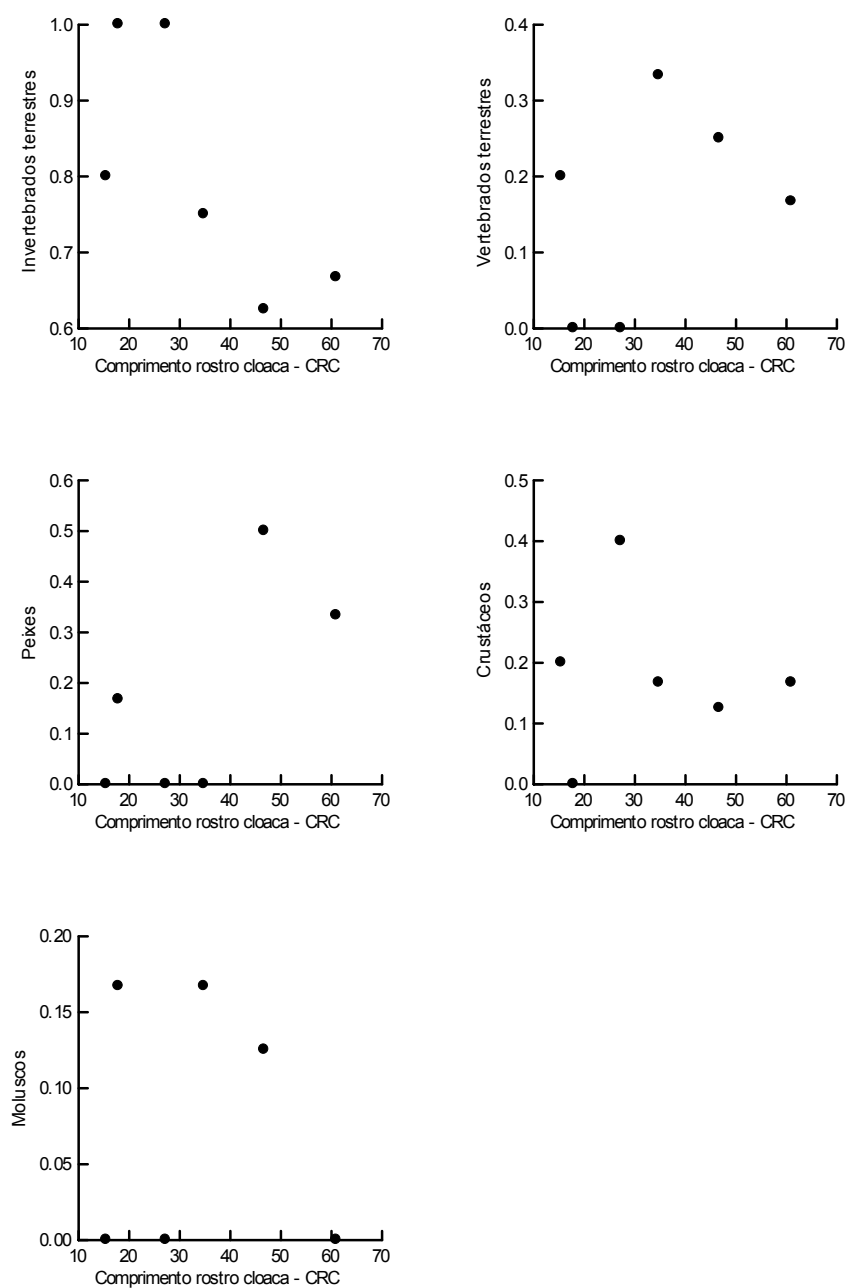 Invertebrados terrestres
1.0
0.9
0.8
0.7
0.6
10 20 30 40 50 60 70
Comprimento rostro cloaca - CRC
Vertebrados terrestres
0.4
0.3
0.2
0.1
0.0
10 20 30 40 50 60 70
Comprimento rostro cloaca - CRC
Peixes
0.6
0.5
0.4
0.3
0.2
0.1
0.0
10 20 30 40 50 60 70
Comprimento rostro cloaca - CRC
Crustáceos
0.5
0.4
0.3
0.2
0.1
0.0
10 20 30 40 50 60 70
Comprimento rostro cloaca - CRC
Moluscos
0.20
0.15
0.10
0.05
0.00
10 20 30 40 50 60 70
Comprimento rostro cloaca - CRC